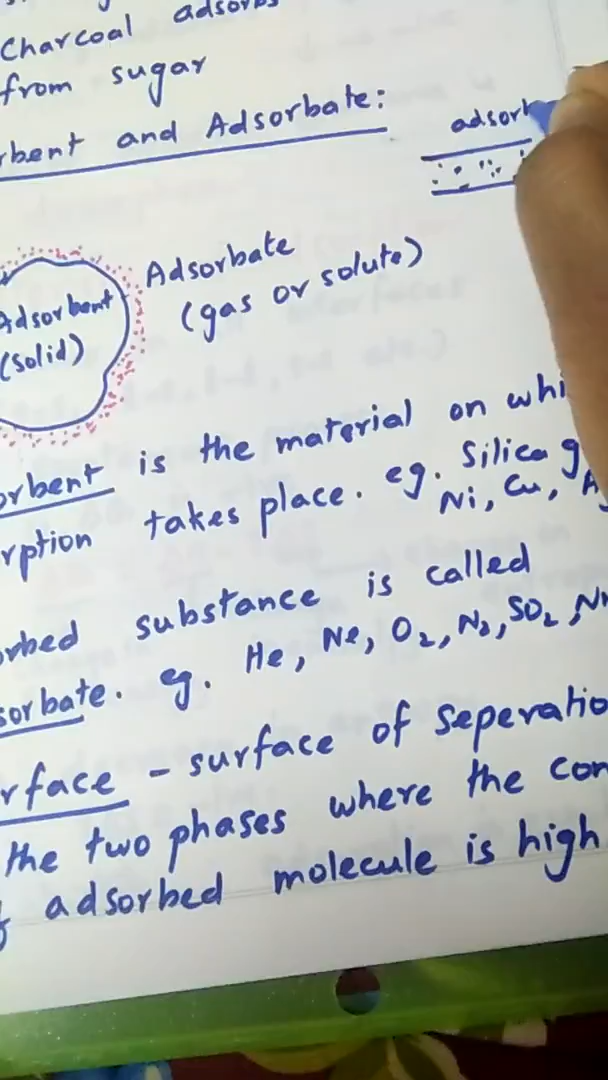 Charcoal adsorbs
from sugar
rbent and Adsorbate:
adsorb
Adsorbate
(gas or solute)
Adsorbent
(solid)
orbent is the material on whi
rption takes place. eg. Silica g
Ni, Cu, A
orbed substance is called
sorbate. eg. He, Ne, O₂, N₂, SO₂, N
rface - surface of seperatio
the two phases where the con
adsorbed molecule is high